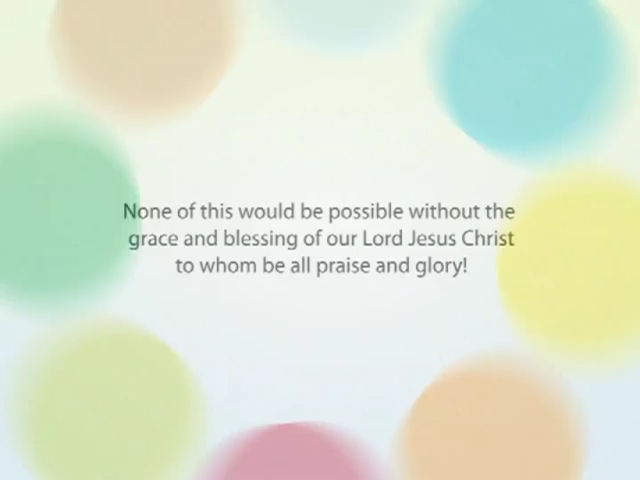 None of this would be possible without the
grace and blessing of our Lord Jesus Christ
to whom be all praise and glory!